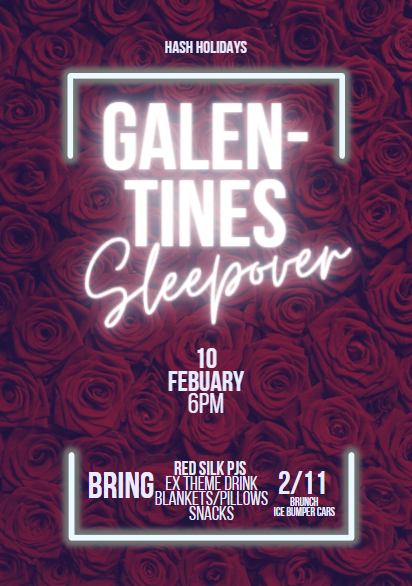 HASH HOLIDAYS
GALEN-
TINES
Sleepover
10
FEBUARY
6PM
BRING
RED SILK PJS
EX THEME DRINK
BLANKETS/PILLOWS
SNACKS
2/11
BRUNCH
ICE BUMPER CARS